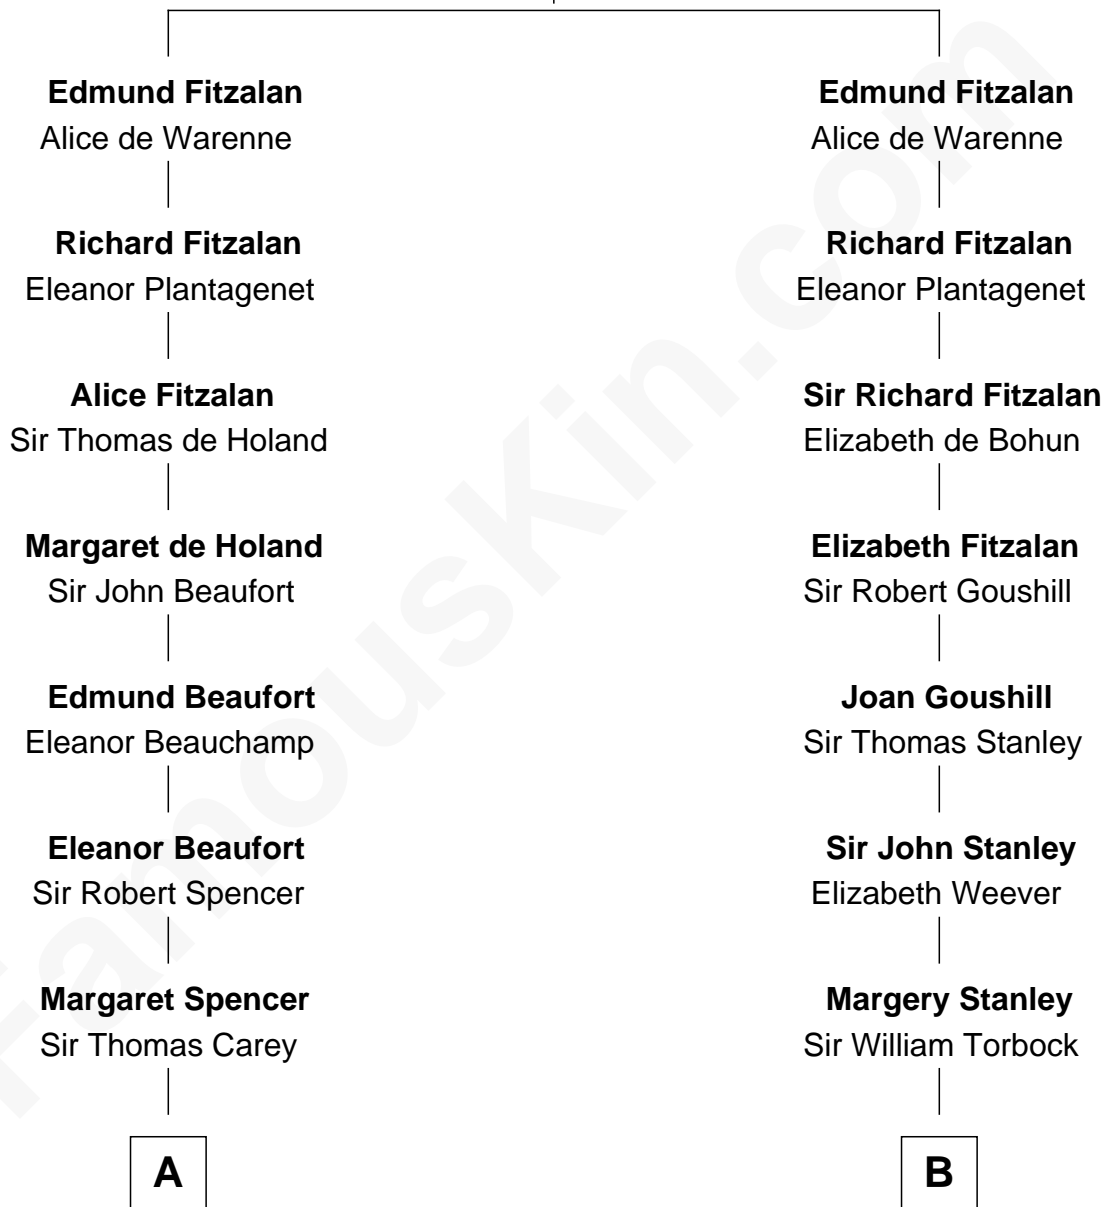 Edmund Fitzalan
Alice de Warenne
Richard Fitzalan
Eleanor Plantagenet
Alice Fitzalan
Sir Thomas de Holand
Margaret de Holand
Sir John Beaufort
Edmund Beaufort
Eleanor Beauchamp
Eleanor Beaufort
Sir Robert Spencer
Margaret Spencer
Sir Thomas Carey
A
Edmund Fitzalan
Alice de Warenne
Richard Fitzalan
Eleanor Plantagenet
Sir Richard Fitzalan
Elizabeth de Bohun
Elizabeth Fitzalan
Sir Robert Goushill
Joan Goushill
Sir Thomas Stanley
Sir John Stanley
Elizabeth Weever
Margery Stanley
Sir William Torbock
B
FamousKin.com